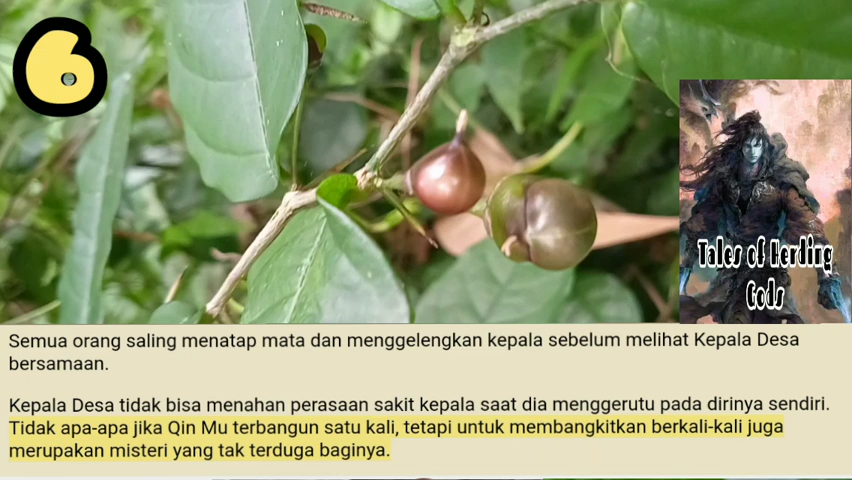 6
Tales of Herding
Gods
Semua orang saling menatap mata dan menggelengkan kepala sebelum melihat Kepala Desa
bersamaan.
Kepala Desa tidak bisa menahan perasaan sakit kepala saat dia menggerutu pada dirinya sendiri.
Tidak apa-apa jika Qin Mu terbangun satu kali, tetapi untuk membangkitkan berkali-kali juga
merupakan misteri yang tak terduga baginya.